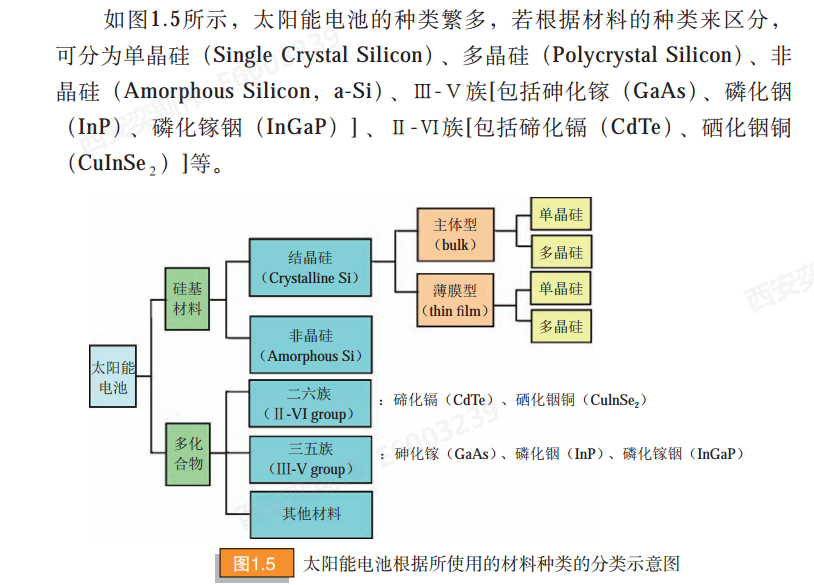 如图1.5所示，太阳能电池的种类繁多，若根据材料的种类来区分，
可分为单晶硅（Single Crystal Silicon）、多晶硅（Polycrystal Silicon）、非
晶硅（Amorphous Silicon，a-Si）、Ⅲ-Ⅴ族[包括砷化镓（GaAs）、磷化铟
（InP）、磷化镓铟（InGaP）]、Ⅱ-Ⅵ族[包括碲化镉（CdTe）、硒化铟铜
（CuInSe₂）]等。
太阳能
电池
硅基
材料
结晶硅
（Crystalline Si）
主体型
（bulk）
单晶硅
多晶硅
薄膜型
（thin film）
单晶硅
多晶硅
非晶硅
（Amorphous Si）
多化
合物
二六族
（Ⅱ-VI group）
：碲化镉（CdTe）、硒化铟铜（CuInSe₂）
三五族
（Ⅲ-V group）
：砷化镓（GaAs）、磷化铟（InP）、磷化镓铟（InGaP）
其他材料
图1.5 太阳能电池根据所使用的材料种类的分类示意图